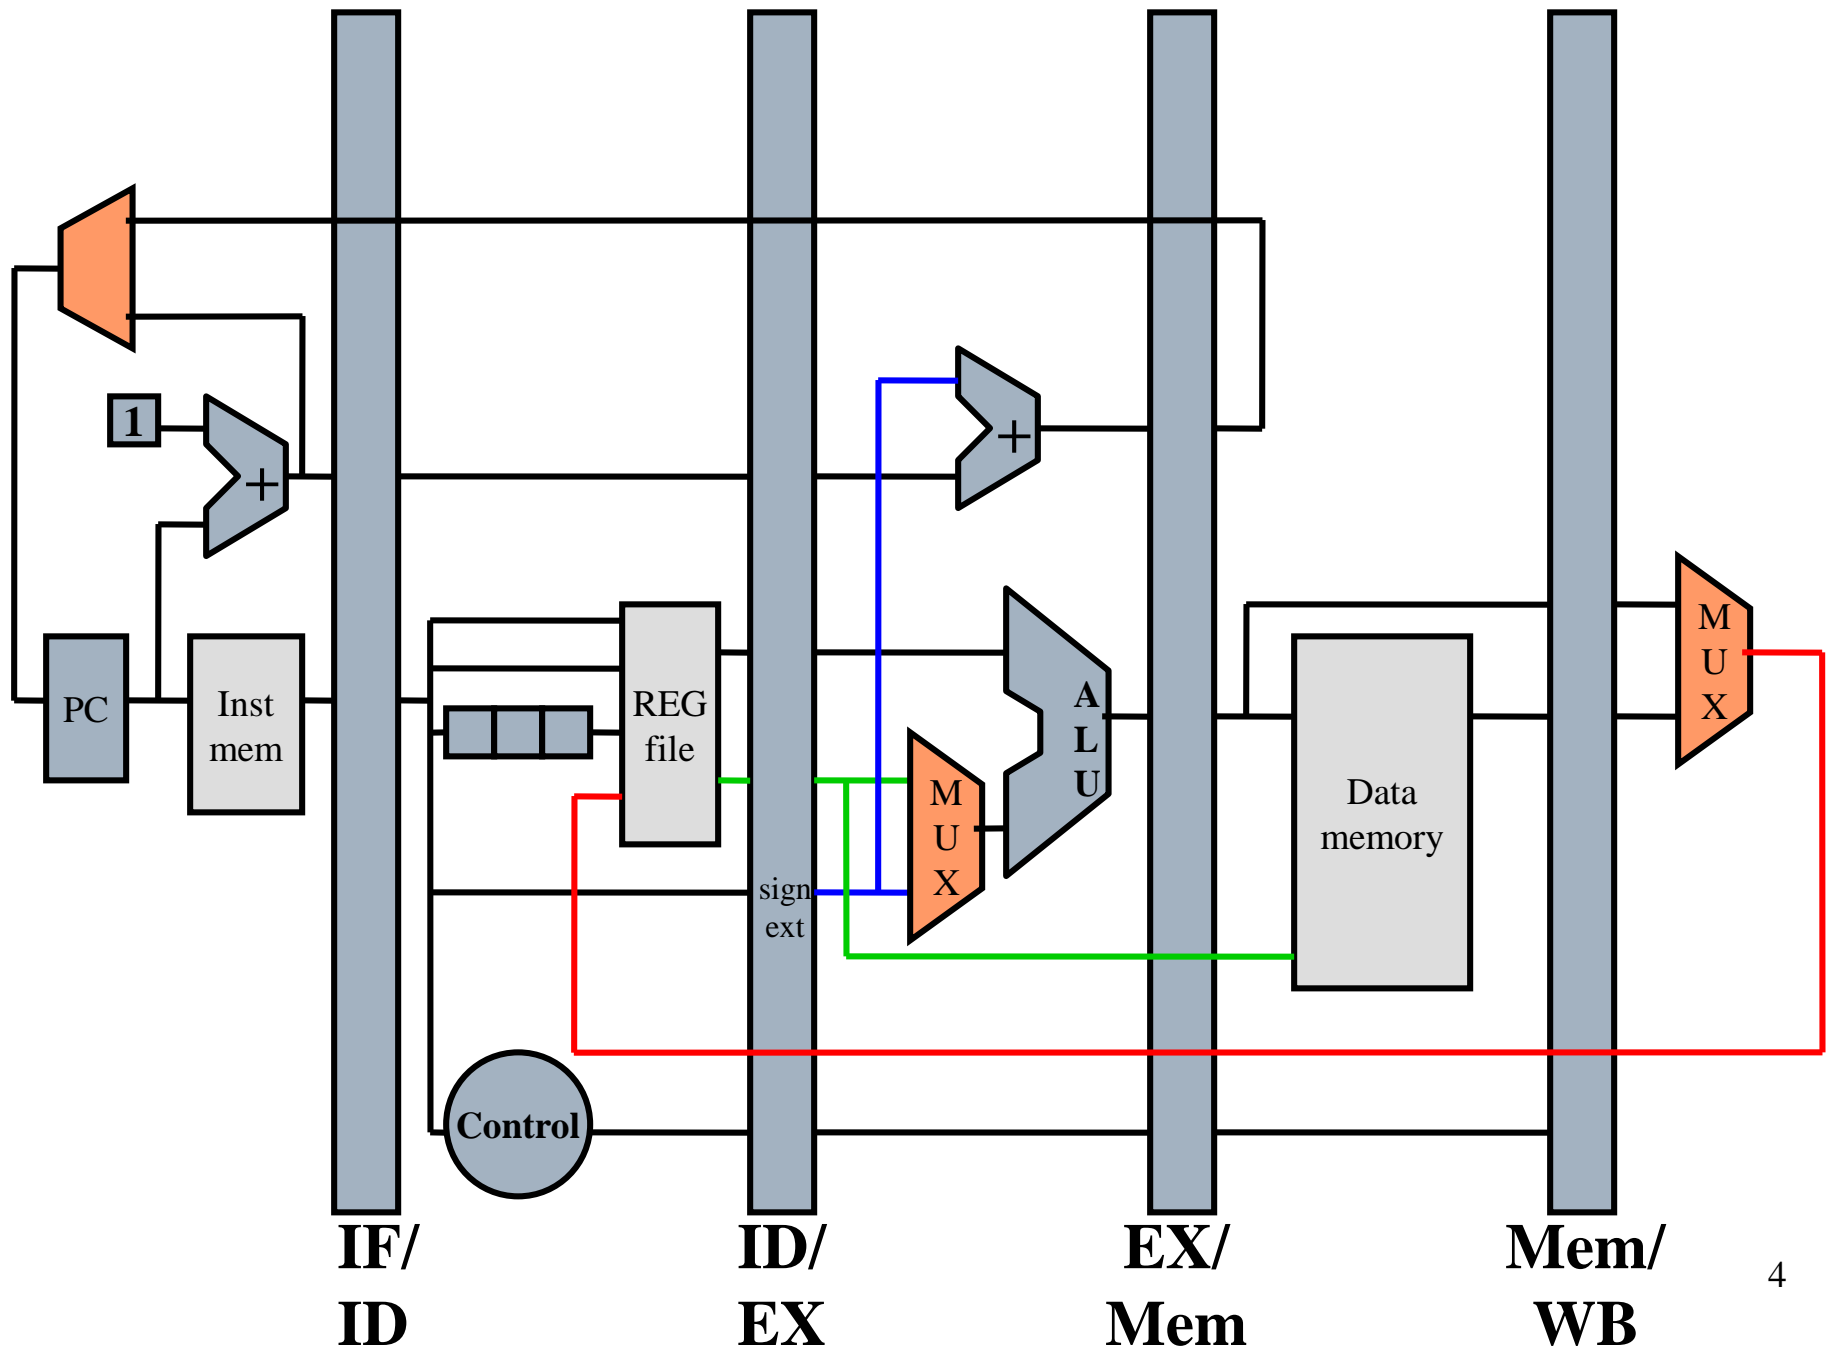 1
+
+
PC
Inst
mem
REG
file
sign
ext
M
U
X
A
L
U
Data
memory
M
U
X
Control
IF/
ID
ID/
EX
EX/
Mem
Mem/
WB
4